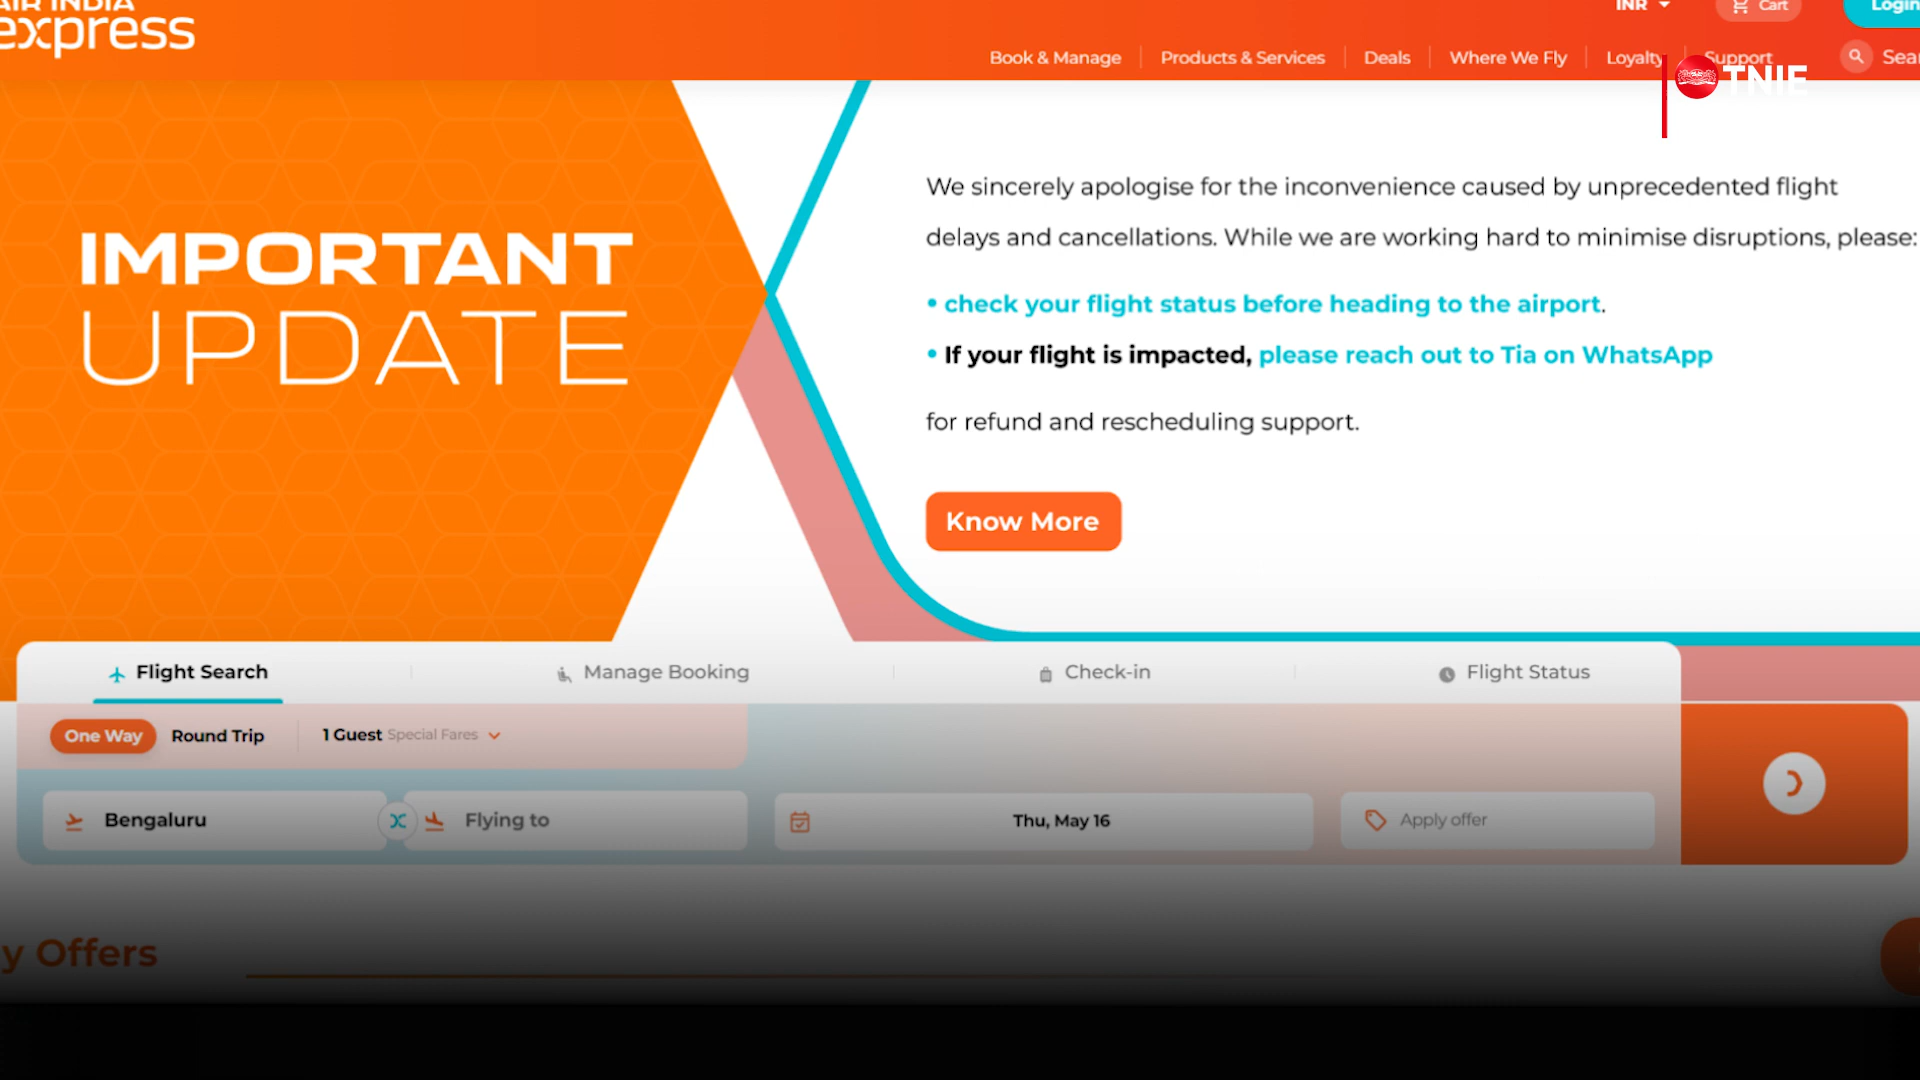 AIR INDIA
express
INR
Cart
Login
Book & Manage
Products & Services
Deals
Where We Fly
Loyalty
Support
TNIE
IMPORTANT
UPDATE
We sincerely apologise for the inconvenience caused by unprecedented flight
delays and cancellations. While we are working hard to minimise disruptions, please:
• check your flight status before heading to the airport.
• If your flight is impacted, please reach out to Tia on WhatsApp
for refund and rescheduling support.
Know More
Flight Search
Manage Booking
Check-in
Flight Status
One Way
Round Trip
1 Guest Special Fares
Bengaluru
Flying to
Thu, May 16
Apply offer
y Offers